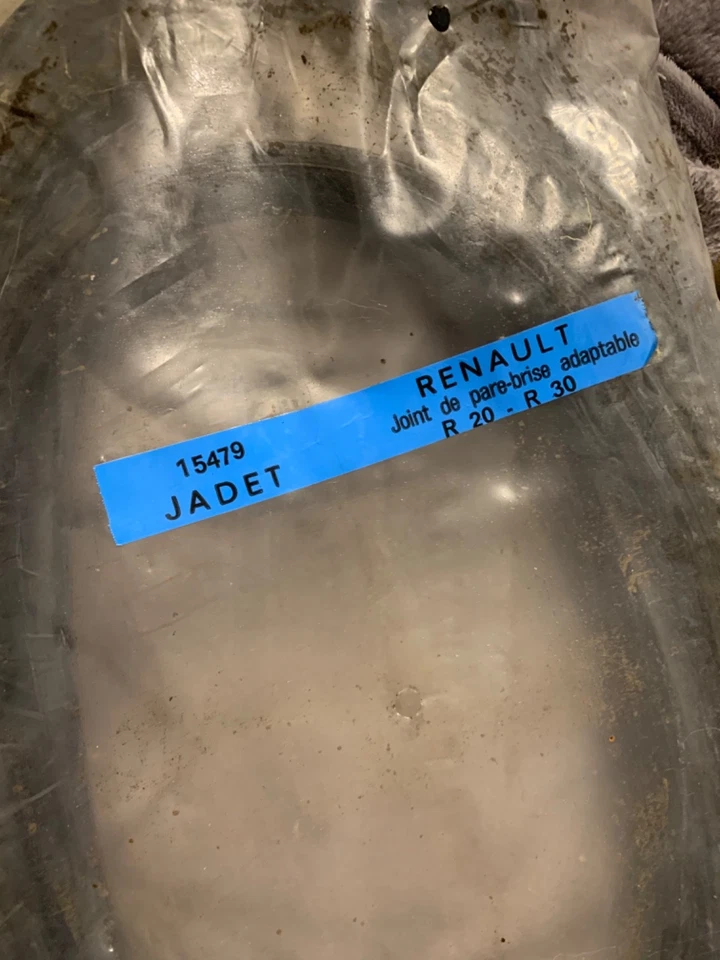 15479
JADET
RENAULT
Joint de pare-brise adaptable
R 20 - R 30